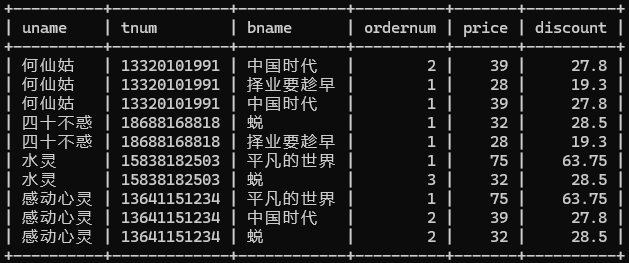 +----------+-------------+--------------+----------+-------+----------+
| uname | tnum | bname | ordernum | price | discount |
+----------+-------------+--------------+----------+-------+----------+
| 何仙姑 | 13320101991 | 中国时代 | 2 | 39 | 27.8 |
| 何仙姑 | 13320101991 | 择业要趁早 | 1 | 28 | 19.3 |
| 何仙姑 | 13320101991 | 中国时代 | 1 | 39 | 27.8 |
| 四十不惑 | 18688168818 | 蜕 | 1 | 32 | 28.5 |
| 四十不惑 | 18688168818 | 择业要趁早 | 1 | 28 | 19.3 |
| 水灵 | 15838182503 | 平凡的世界 | 1 | 75 | 63.75 |
| 水灵 | 15838182503 | 蜕 | 3 | 32 | 28.5 |
| 感动心灵 | 13641151234 | 平凡的世界 | 1 | 75 | 63.75 |
| 感动心灵 | 13641151234 | 中国时代 | 2 | 39 | 27.8 |
| 感动心灵 | 13641151234 | 蜕 | 2 | 32 | 28.5 |
+----------+-------------+--------------+----------+-------+----------+